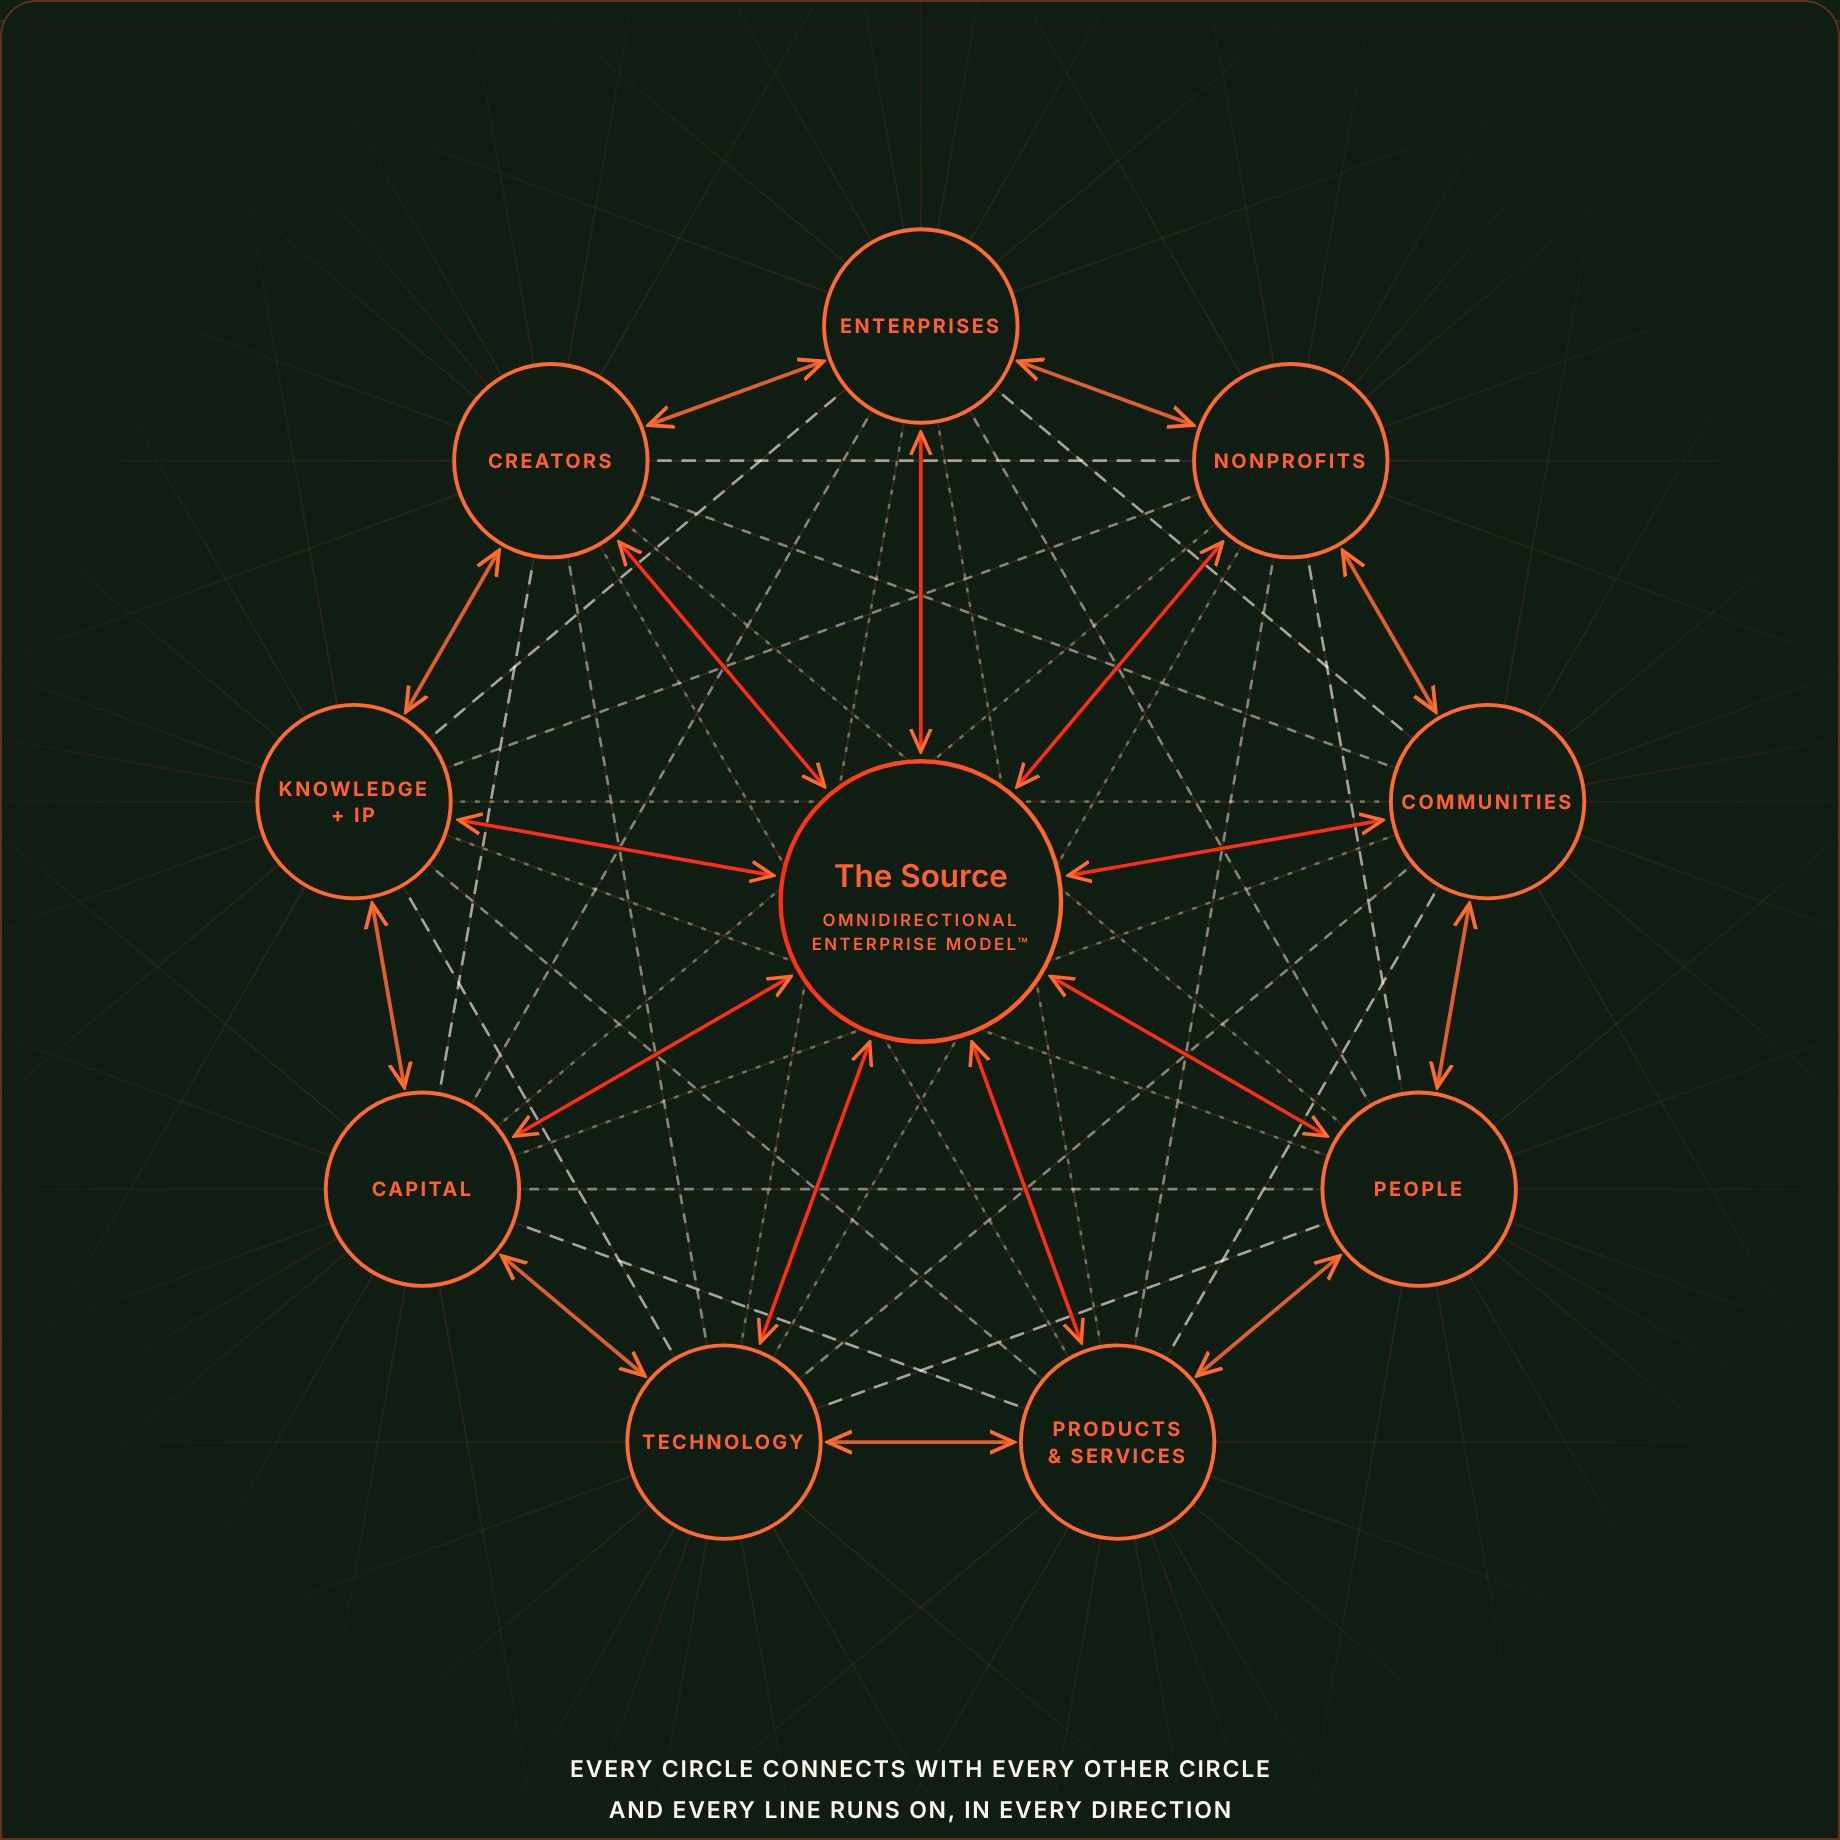 ENTERPRISES
CREATORS
NONPROFITS
KNOWLEDGE
+ IP
COMMUNITIES
The Source
OMNIDIRECTIONAL
ENTERPRISE MODEL™
CAPITAL
PEOPLE
TECHNOLOGY
PRODUCTS
& SERVICES
EVERY CIRCLE CONNECTS WITH EVERY OTHER CIRCLE
AND EVERY LINE RUNS ON, IN EVERY DIRECTION